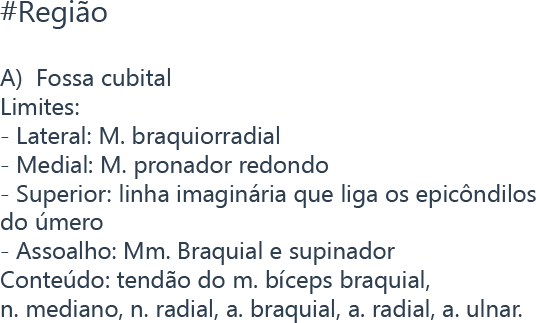 #Região
A)  Fossa cubital
Limites:
- Lateral: M. braquiorradial
- Medial: M. pronador redondo
- Superior: linha imaginária que liga os epicôndilos
do úmero
- Assoalho: Mm. Braquial e supinador
Conteúdo: tendão do m. bíceps braquial,
n. mediano, n. radial, a. braquial, a. radial, a. ulnar.